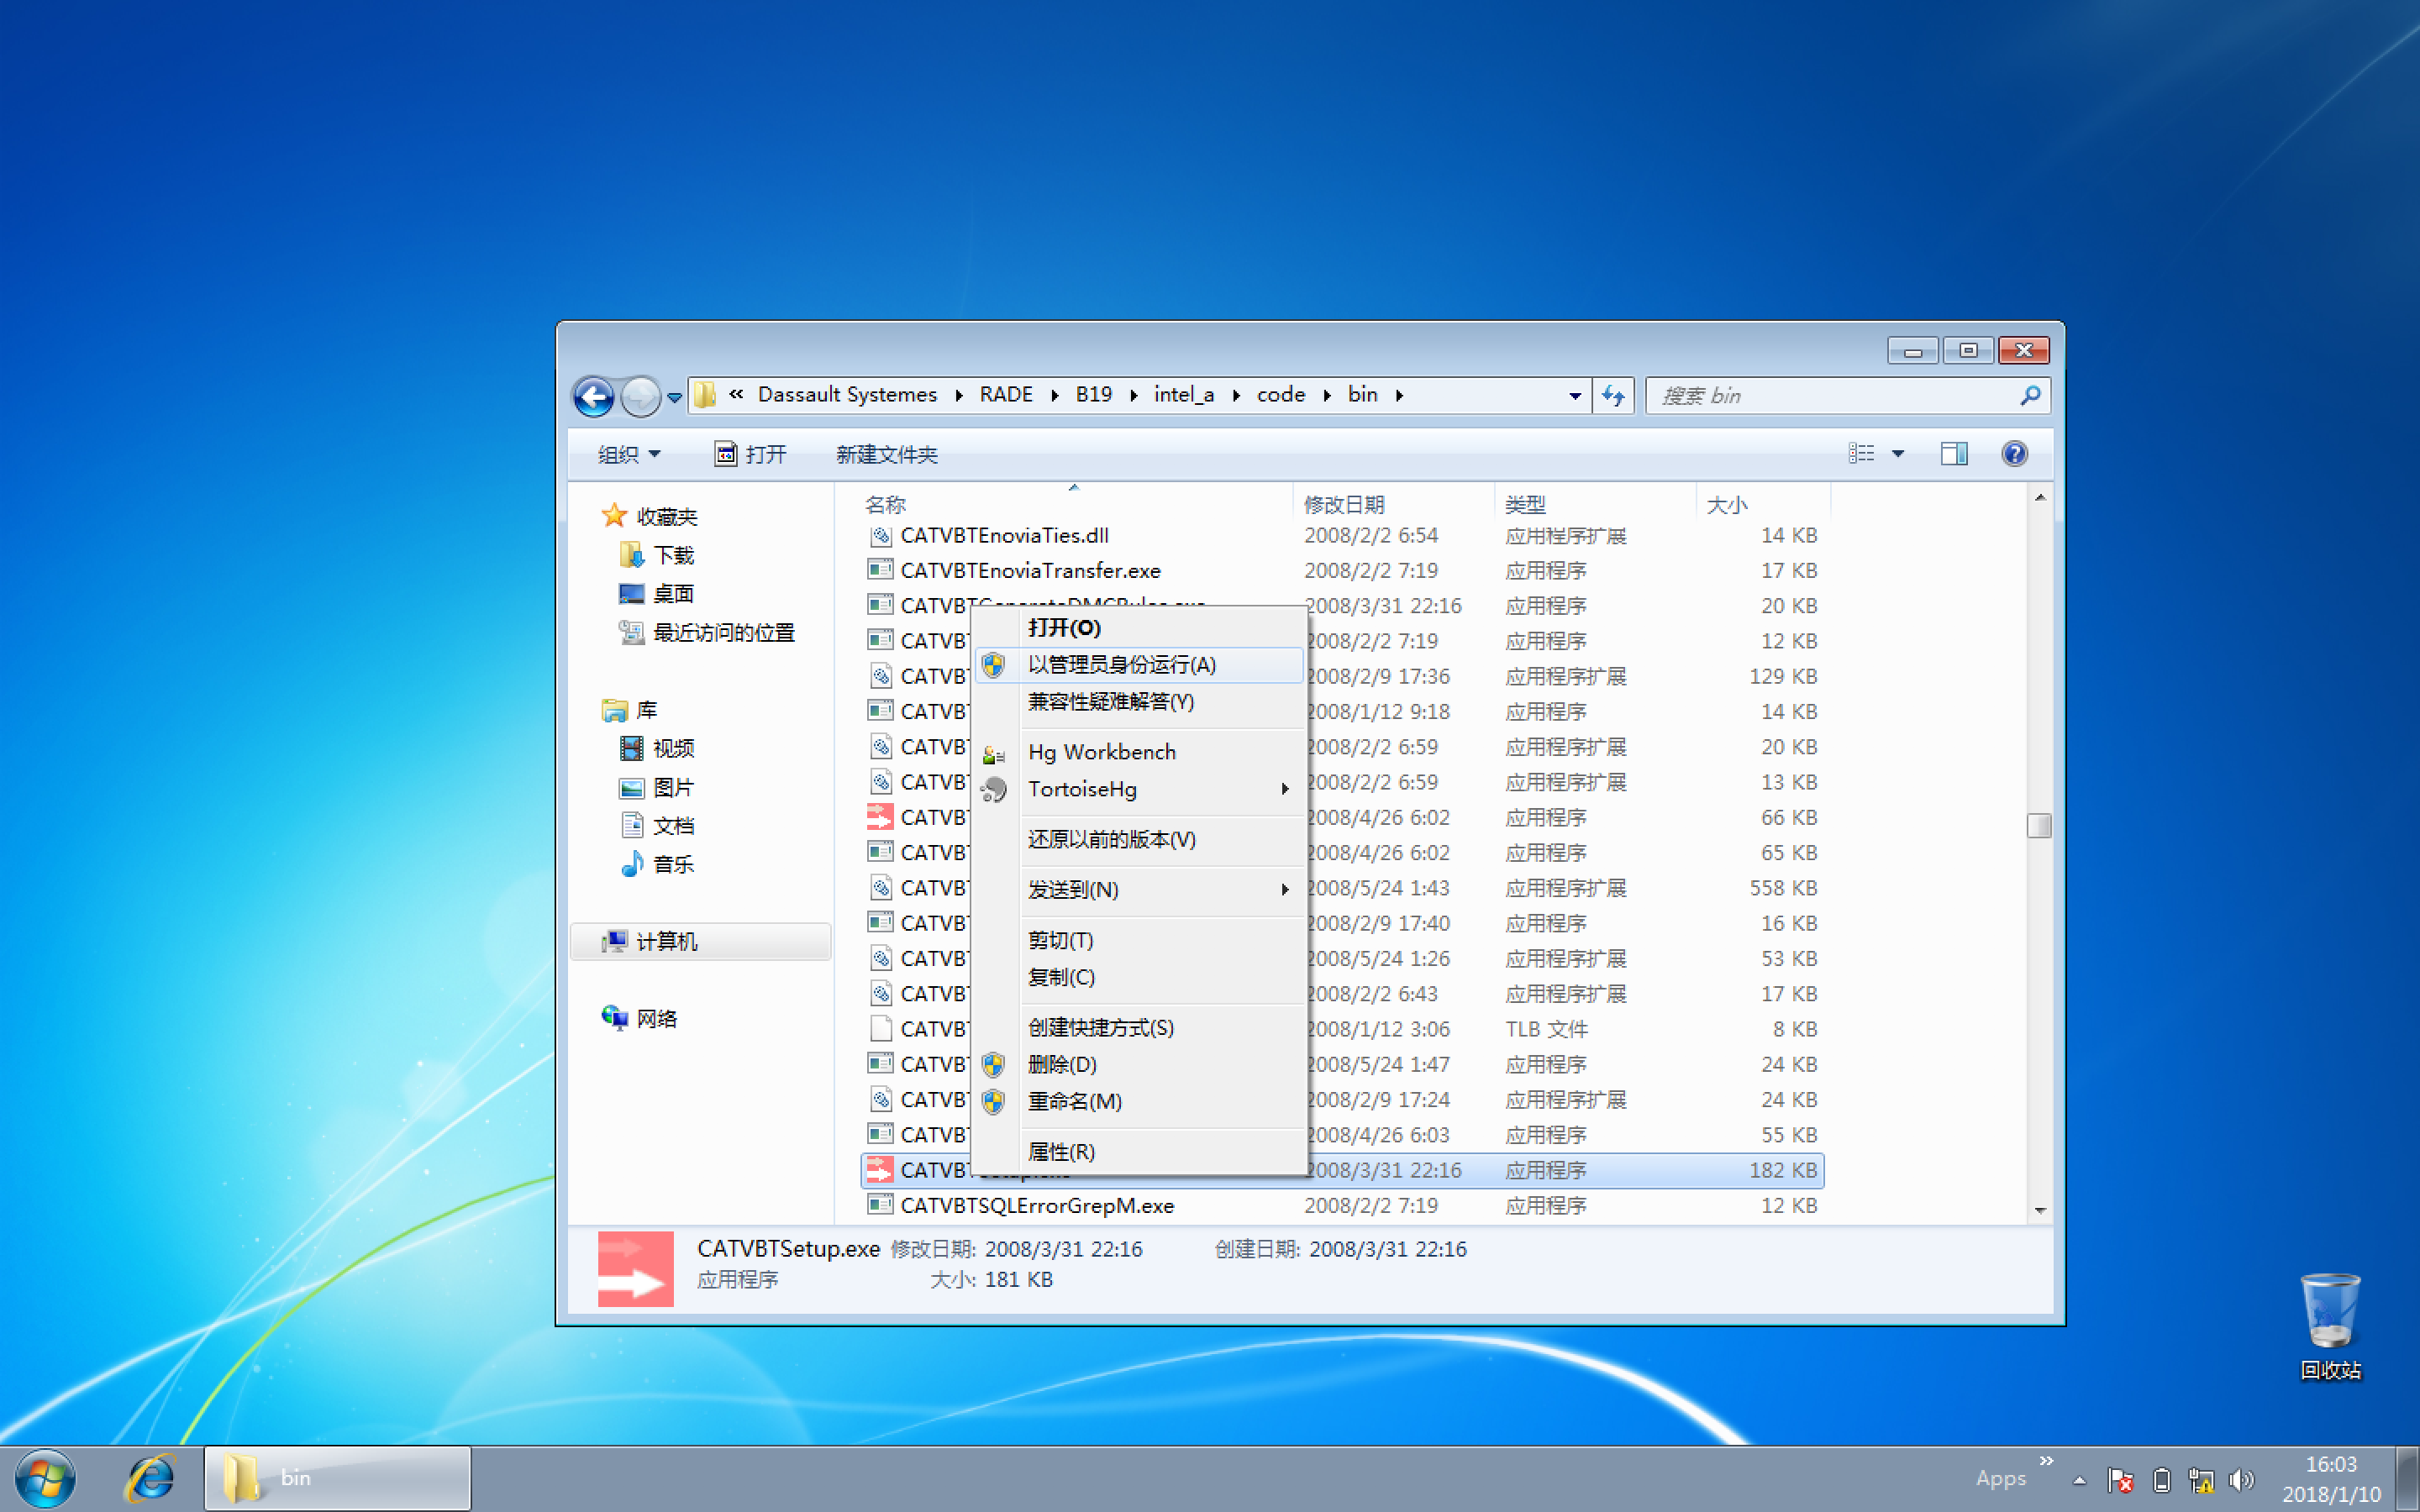 « Dassault Systemes RADE B19 intel_a code bin
搜索 bin
组织 打开 新建文件夹
收藏夹
下载
桌面
最近访问的位置
库
视频
图片
文档
音乐
计算机
网络
名称 修改日期 类型 大小
CATVBTEnoviaTies.dll 2008/2/2 6:54 应用程序扩展 14 KB
CATVBTEnoviaTransfer.exe 2008/2/2 7:19 应用程序 17 KB
CATVBTGenerateDMCRules.exe 2008/3/31 22:16 应用程序 20 KB
CATVBT 2008/2/2 7:19 应用程序 12 KB
CATVBT 2008/2/9 17:36 应用程序扩展 129 KB
CATVBT 2008/1/12 9:18 应用程序 14 KB
CATVBT 2008/2/2 6:59 应用程序扩展 20 KB
CATVBT 2008/2/2 6:59 应用程序扩展 13 KB
CATVBT 2008/4/26 6:02 应用程序 66 KB
CATVBT 2008/4/26 6:02 应用程序 65 KB
CATVBT 2008/5/24 1:43 应用程序扩展 558 KB
CATVBT 2008/2/9 17:40 应用程序 16 KB
CATVBT 2008/5/24 1:26 应用程序扩展 53 KB
CATVBT 2008/2/2 6:43 应用程序扩展 17 KB
CATVBT 2008/1/12 3:06 TLB 文件 8 KB
CATVBT 2008/5/24 1:47 应用程序 24 KB
CATVBT 2008/2/9 17:24 应用程序扩展 24 KB
CATVBT 2008/4/26 6:03 应用程序 55 KB
CATVBTSetup.exe 2008/3/31 22:16 应用程序 182 KB
CATVBTSQLErrorGrepM.exe 2008/2/2 7:19 应用程序 12 KB
打开(O)
以管理员身份运行(A)
兼容性疑难解答(Y)
Hg Workbench
TortoiseHg
还原以前的版本(V)
发送到(N)
剪切(T)
复制(C)
创建快捷方式(S)
删除(D)
重命名(M)
属性(R)
CATVBTSetup.exe 修改日期: 2008/3/31 22:16 创建日期: 2008/3/31 22:16
应用程序 大小: 181 KB
回收站
bin
Apps »
16:03
2018/1/10